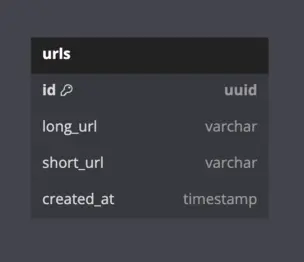 urls
id uuid
long_url varchar
short_url varchar
created_at timestamp